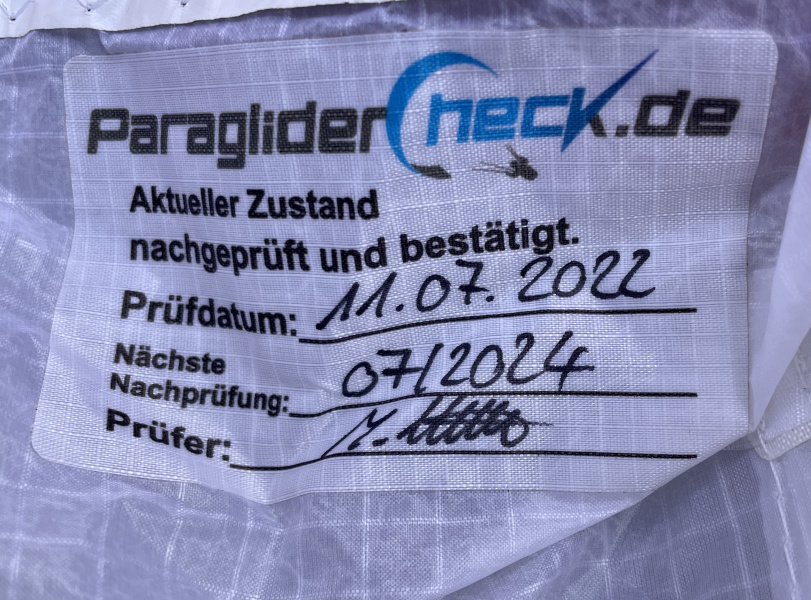 ParagliderCheck.de
Aktueller Zustand
nachgeprüft und bestätigt.
Prüfdatum: 11.07.2022
Nächste
Nachprüfung: 07/2024
Prüfer: M.